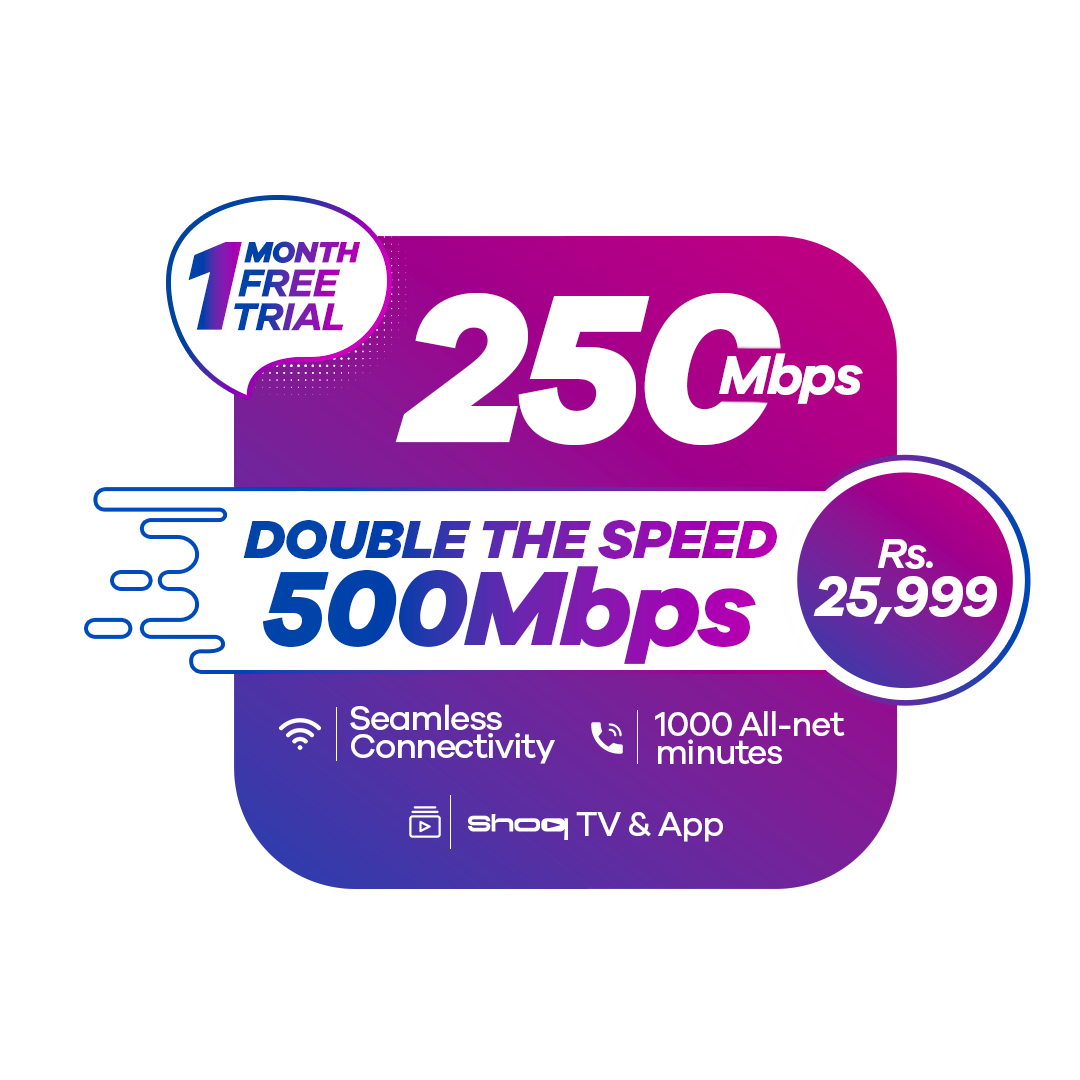 1 MONTH
FREE
TRIAL
250 Mbps
DOUBLE THE SPEED
500Mbps
Rs.
25,999
Seamless
Connectivity
1000 All-net
minutes
shoq TV & App